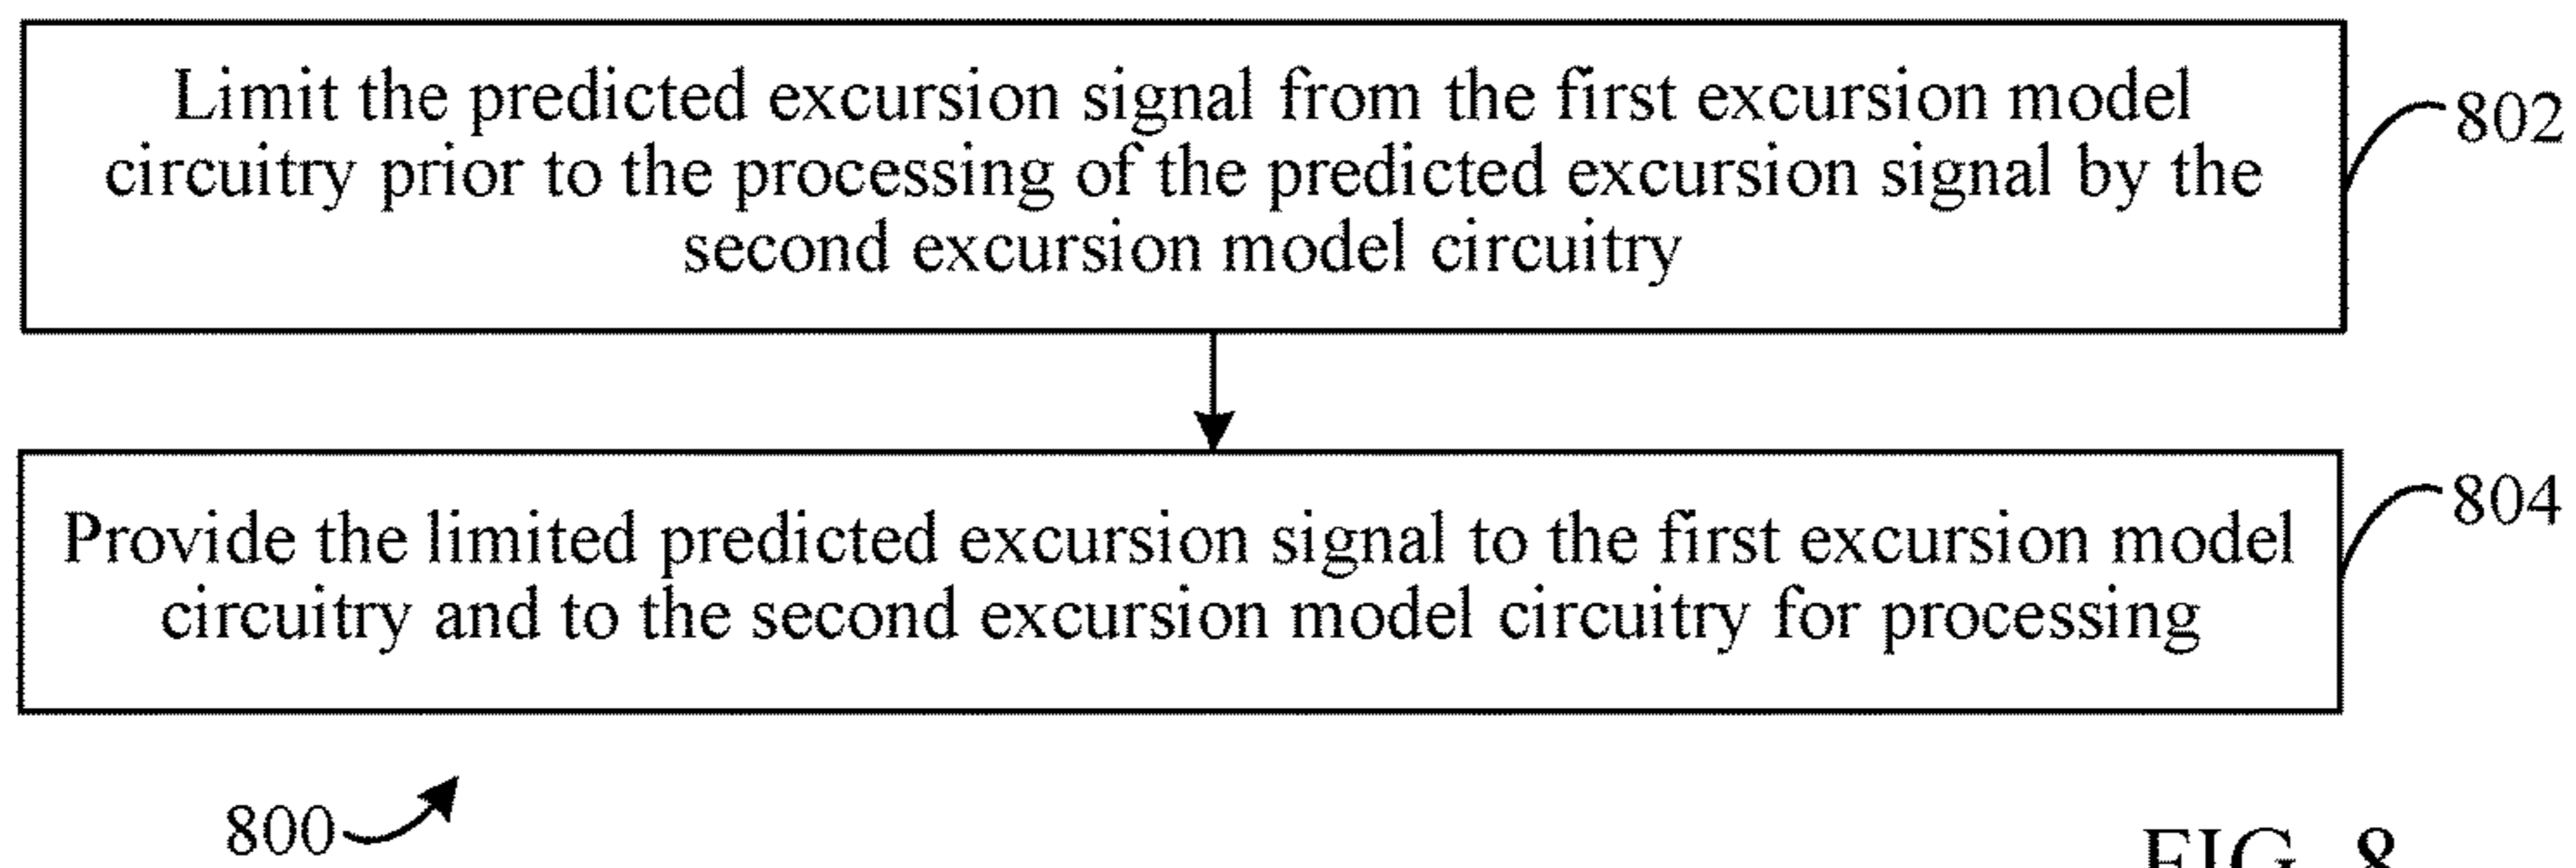 Limit the predicted excursion signal from the first excursion model
circuitry prior to the processing of the predicted excursion signal by the
second excursion model circuitry
802
Provide the limited predicted excursion signal to the first excursion model
circuitry and to the second excursion model circuitry for processing
804
800
FIG. 8